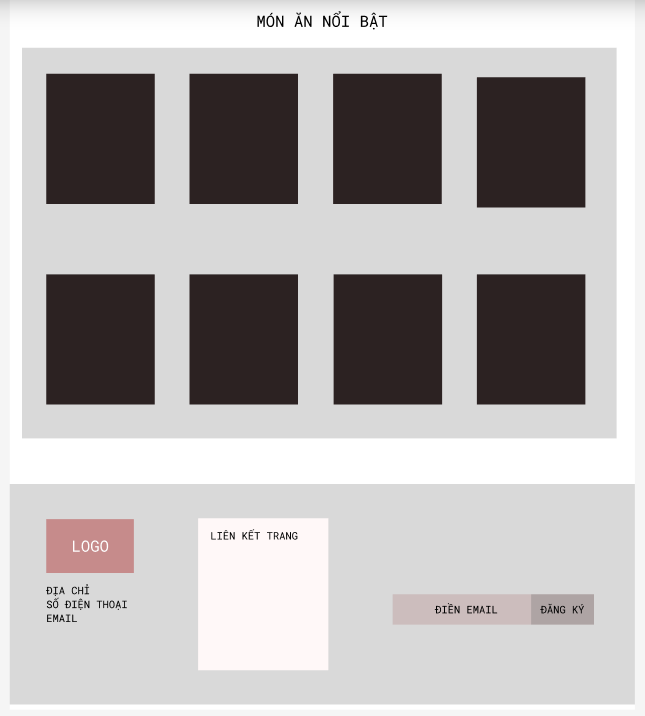 MÓN ĂN NỔI BẬT
LOGO
ĐỊA CHỈ
SỐ ĐIỆN THOẠI
EMAIL
LIÊN KẾT TRANG
ĐIỀN EMAIL
ĐĂNG KÝ